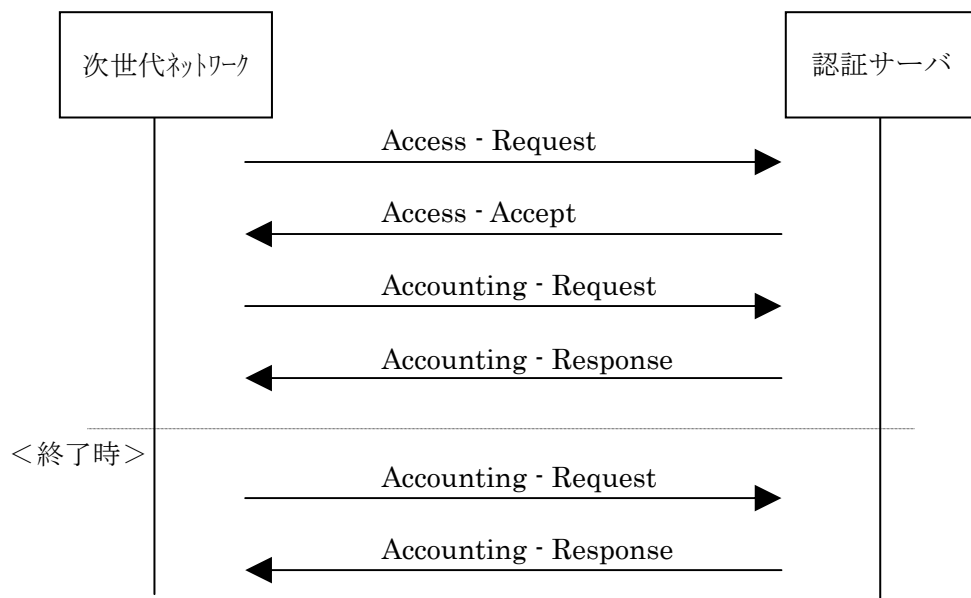 次世代ネットワーク
認証サーバ
Access - Request
Access - Accept
Accounting - Request
Accounting - Response
＜終了時＞
Accounting - Request
Accounting - Response